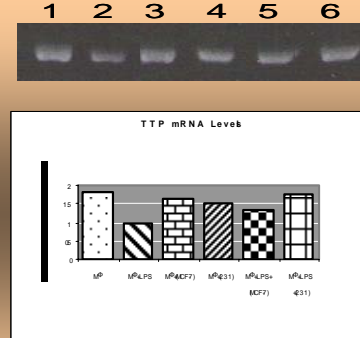 1 2 3 4 5 6
TTP mRNA Levels
2
1.5
1
0.5
0
MΦ MΦ+LPS MΦ(MCF7) MΦ(231) MΦ+LPS+ MΦ+LPS
(MCF7) (231)